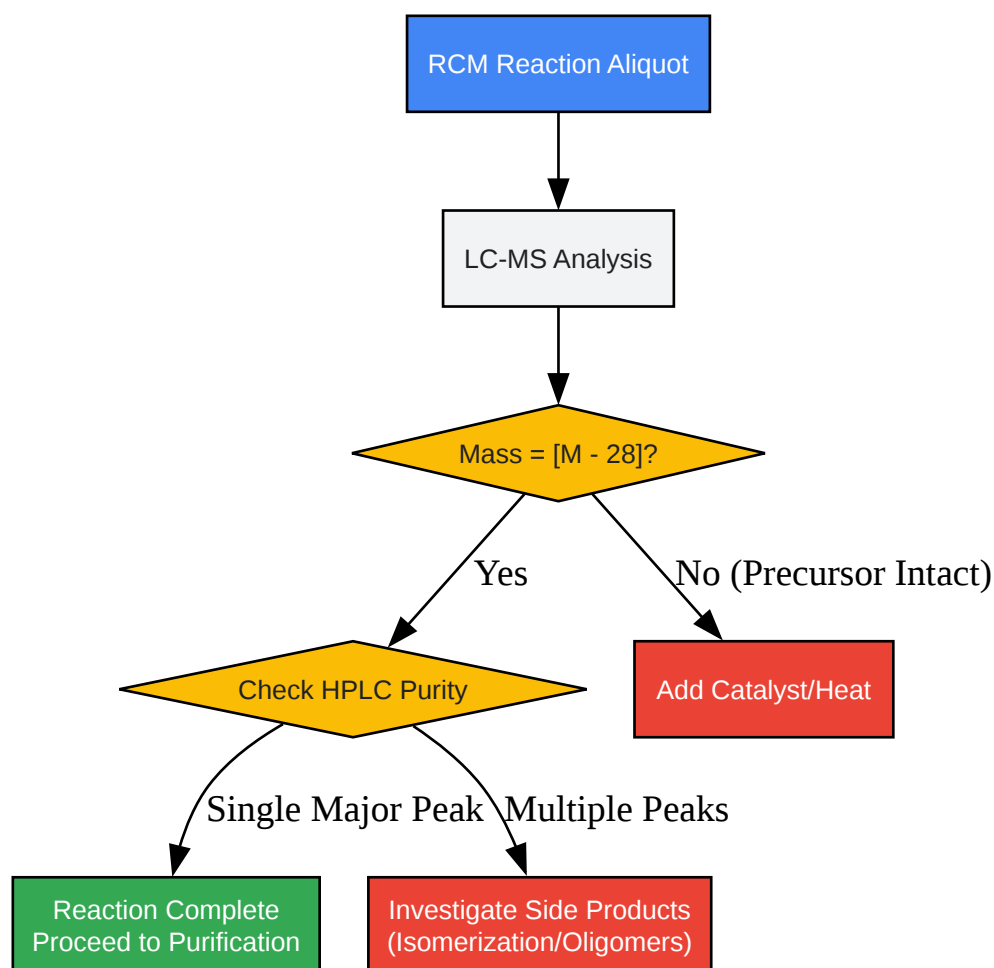 RCM Reaction Aliquot
LC-MS Analysis
Mass = [M - 28]?
Yes
No (Precursor Intact)
Check HPLC Purity
Add Catalyst/Heat
Single Major Peak
Multiple Peaks
Reaction Complete
Proceed to Purification
Investigate Side Products
(Isomerization/Oligomers)